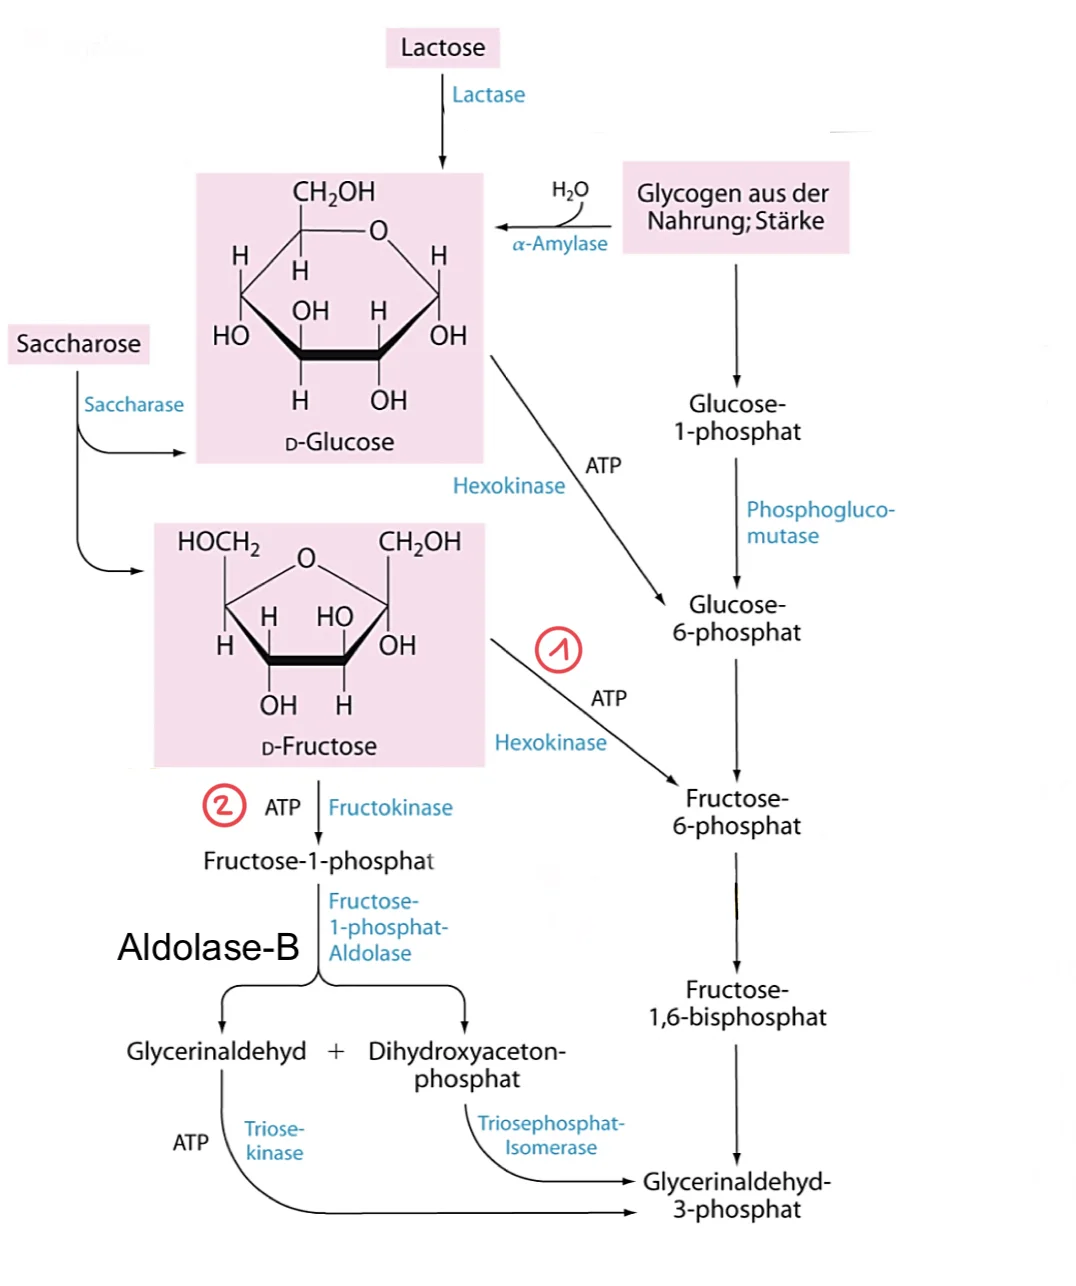 Lactose
Lactase
CH₂OH
O
H
H
H
OH
H
HO
OH
H
OH
D-Glucose
H₂O
α-Amylase
Glycogen aus der
Nahrung; Stärke
Saccharose
Saccharase
Glucose-
1-phosphat
ATP
Hexokinase
Phosphogluco-
mutase
HOCH₂
CH₂OH
O
H
HO
H
OH
OH
H
D-Fructose
Glucose-
6-phosphat
1
ATP
Hexokinase
Fructose-
6-phosphat
2
ATP
Fructokinase
Fructose-1-phosphat
Fructose-
1-phosphat-
Aldolase
Aldolase-B
Fructose-
1,6-bisphosphat
Glycerinaldehyd + Dihydroxyaceton-
phosphat
ATP
Triose-
kinase
Triosephosphat-
Isomerase
Glycerinaldehyd-
3-phosphat